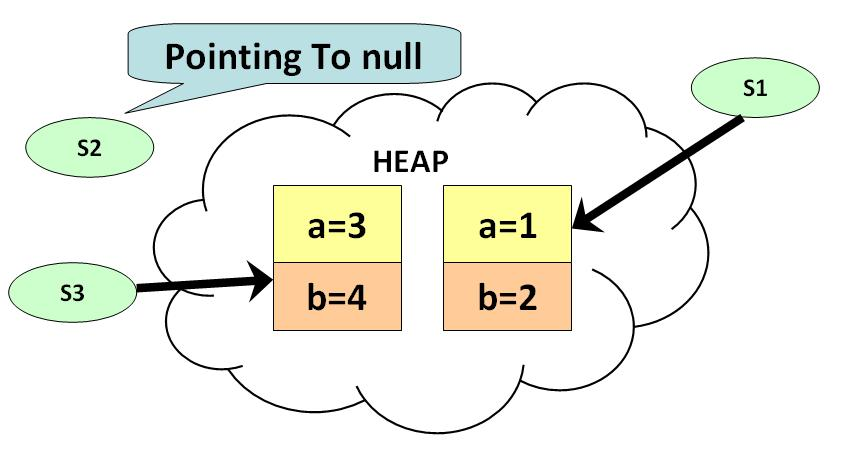 Pointing To null
S1
S2
HEAP
a=3
a=1
S3
b=4
b=2